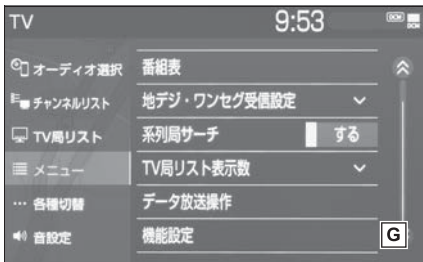 TV
9:53
DCM
オーディオ選択
チャンネルリスト
TV局リスト
メニュー
各種切替
音設定
番組表
地デジ・ワンセグ受信設定
系列局サーチ
する
TV局リスト表示数
データ放送操作
機能設定
G